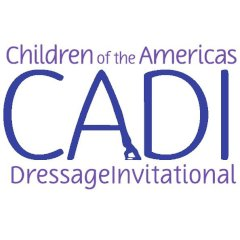 Children of the Americas
CADI
DressageInvitational